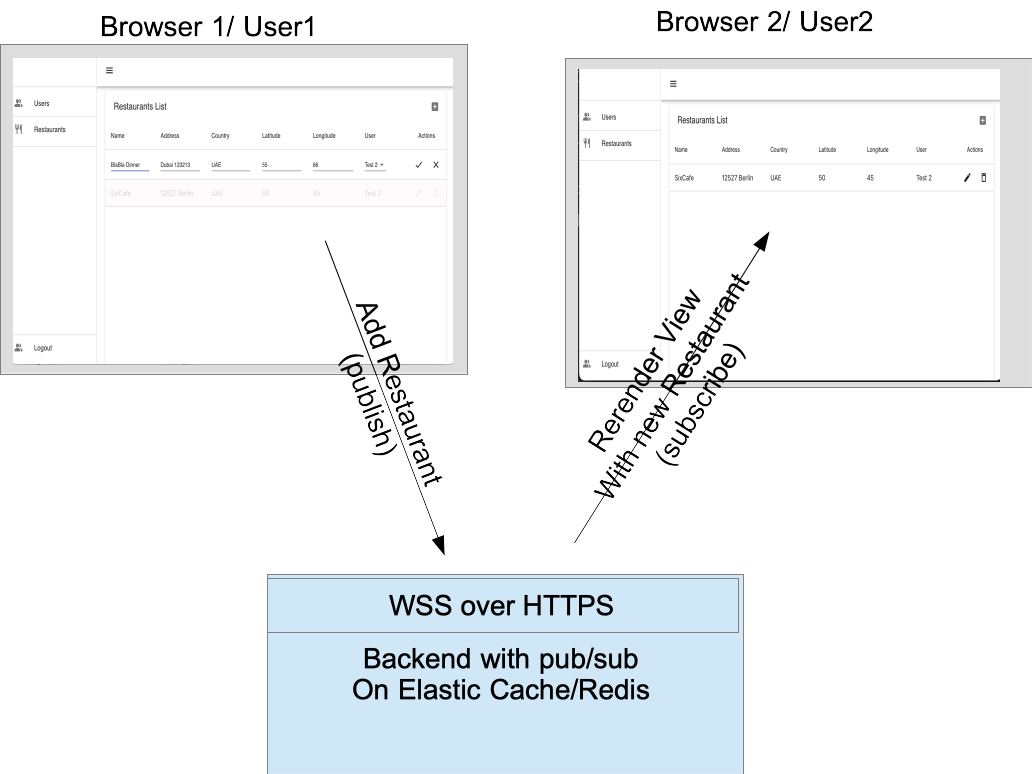 Browser 1/ User1
Browser 2/ User2
Users
Restaurants
Logout
Restaurants List
Name Address Country Latitude Longitude User Actions
BlaBla Dinner Dubai 123213 UAE 55 66 Test 2
SixCafe 12527 Berlin UAE 50 45 Test 2
Users
Restaurants
Logout
Restaurants List
Name Address Country Latitude Longitude User Actions
SixCafe 12527 Berlin UAE 50 45 Test 2
Add Restaurant
(publish)
Rerender View
With new Restaurant
(subscribe)
WSS over HTTPS
Backend with pub/sub
On Elastic Cache/Redis